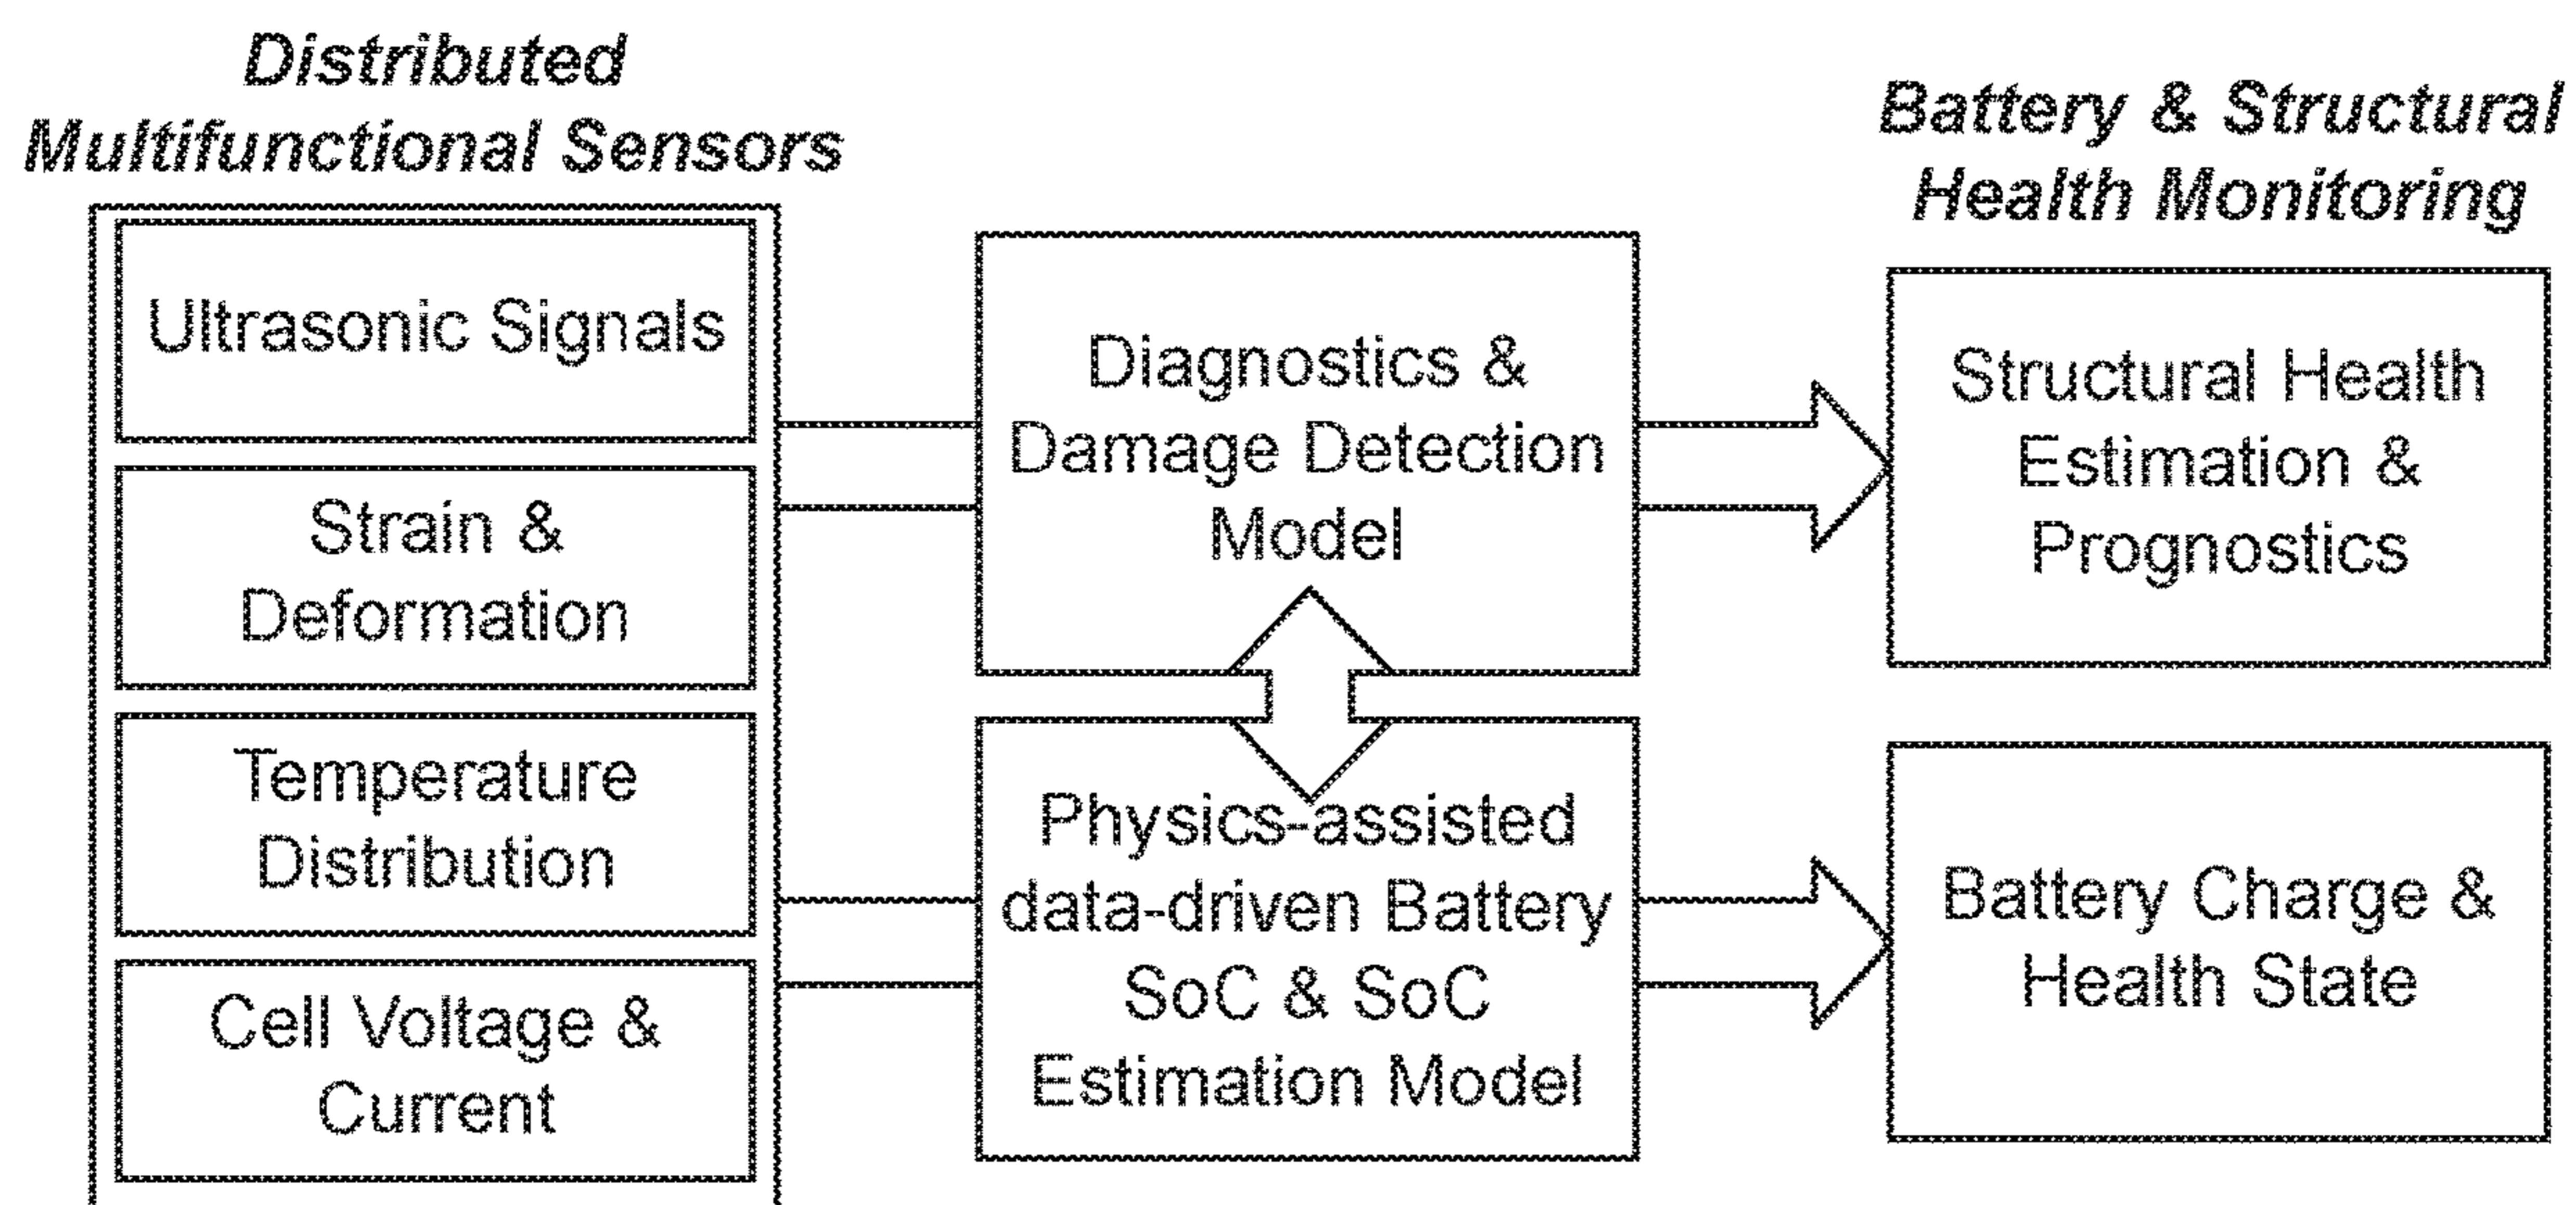 Distributed
Multifunctional Sensors
Ultrasonic Signals
Strain &
Deformation
Temperature
Distribution
Cell Voltage &
Current
Diagnostics &
Damage Detection
Model
Physics-assisted
data-driven Battery
SoC & SoC
Estimation Model
Battery & Structural
Health Monitoring
Structural Health
Estimation &
Prognostics
Battery Charge &
Health State